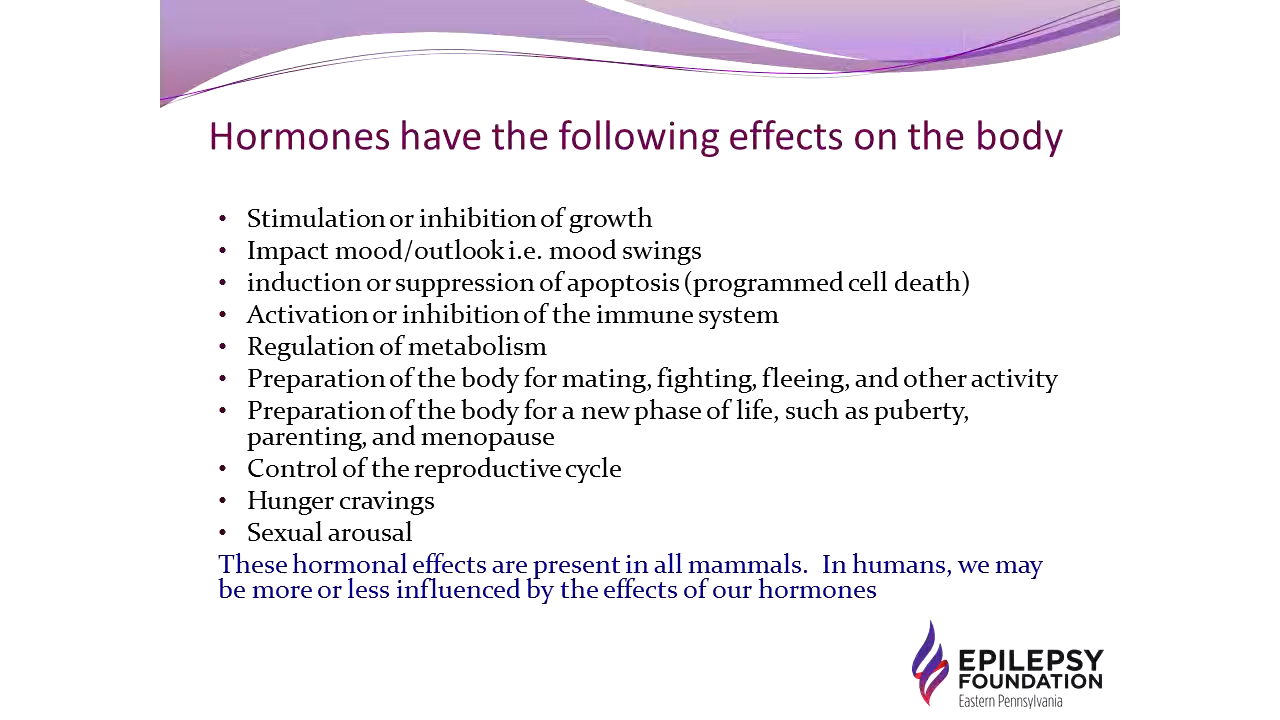 Hormones have the following effects on the body
• Stimulation or inhibition of growth
• Impact mood/outlook i.e. mood swings
• induction or suppression of apoptosis (programmed cell death)
• Activation or inhibition of the immune system
• Regulation of metabolism
• Preparation of the body for mating, fighting, fleeing, and other activity
• Preparation of the body for a new phase of life, such as puberty,
parenting, and menopause
• Control of the reproductive cycle
• Hunger cravings
• Sexual arousal
These hormonal effects are present in all mammals.  In humans, we may
be more or less influenced by the effects of our hormones
EPILEPSY
FOUNDATION
Eastern Pennsylvania